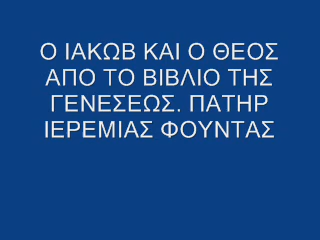 Ο ΙΑΚΩΒ ΚΑΙ Ο ΘΕΟΣ
ΑΠΟ ΤΟ ΒΙΒΛΙΟ ΤΗΣ
ΓΕΝΕΣΕΩΣ. ΠΑΤΗΡ
ΙΕΡΕΜΙΑΣ ΦΟΥΝΤΑΣ